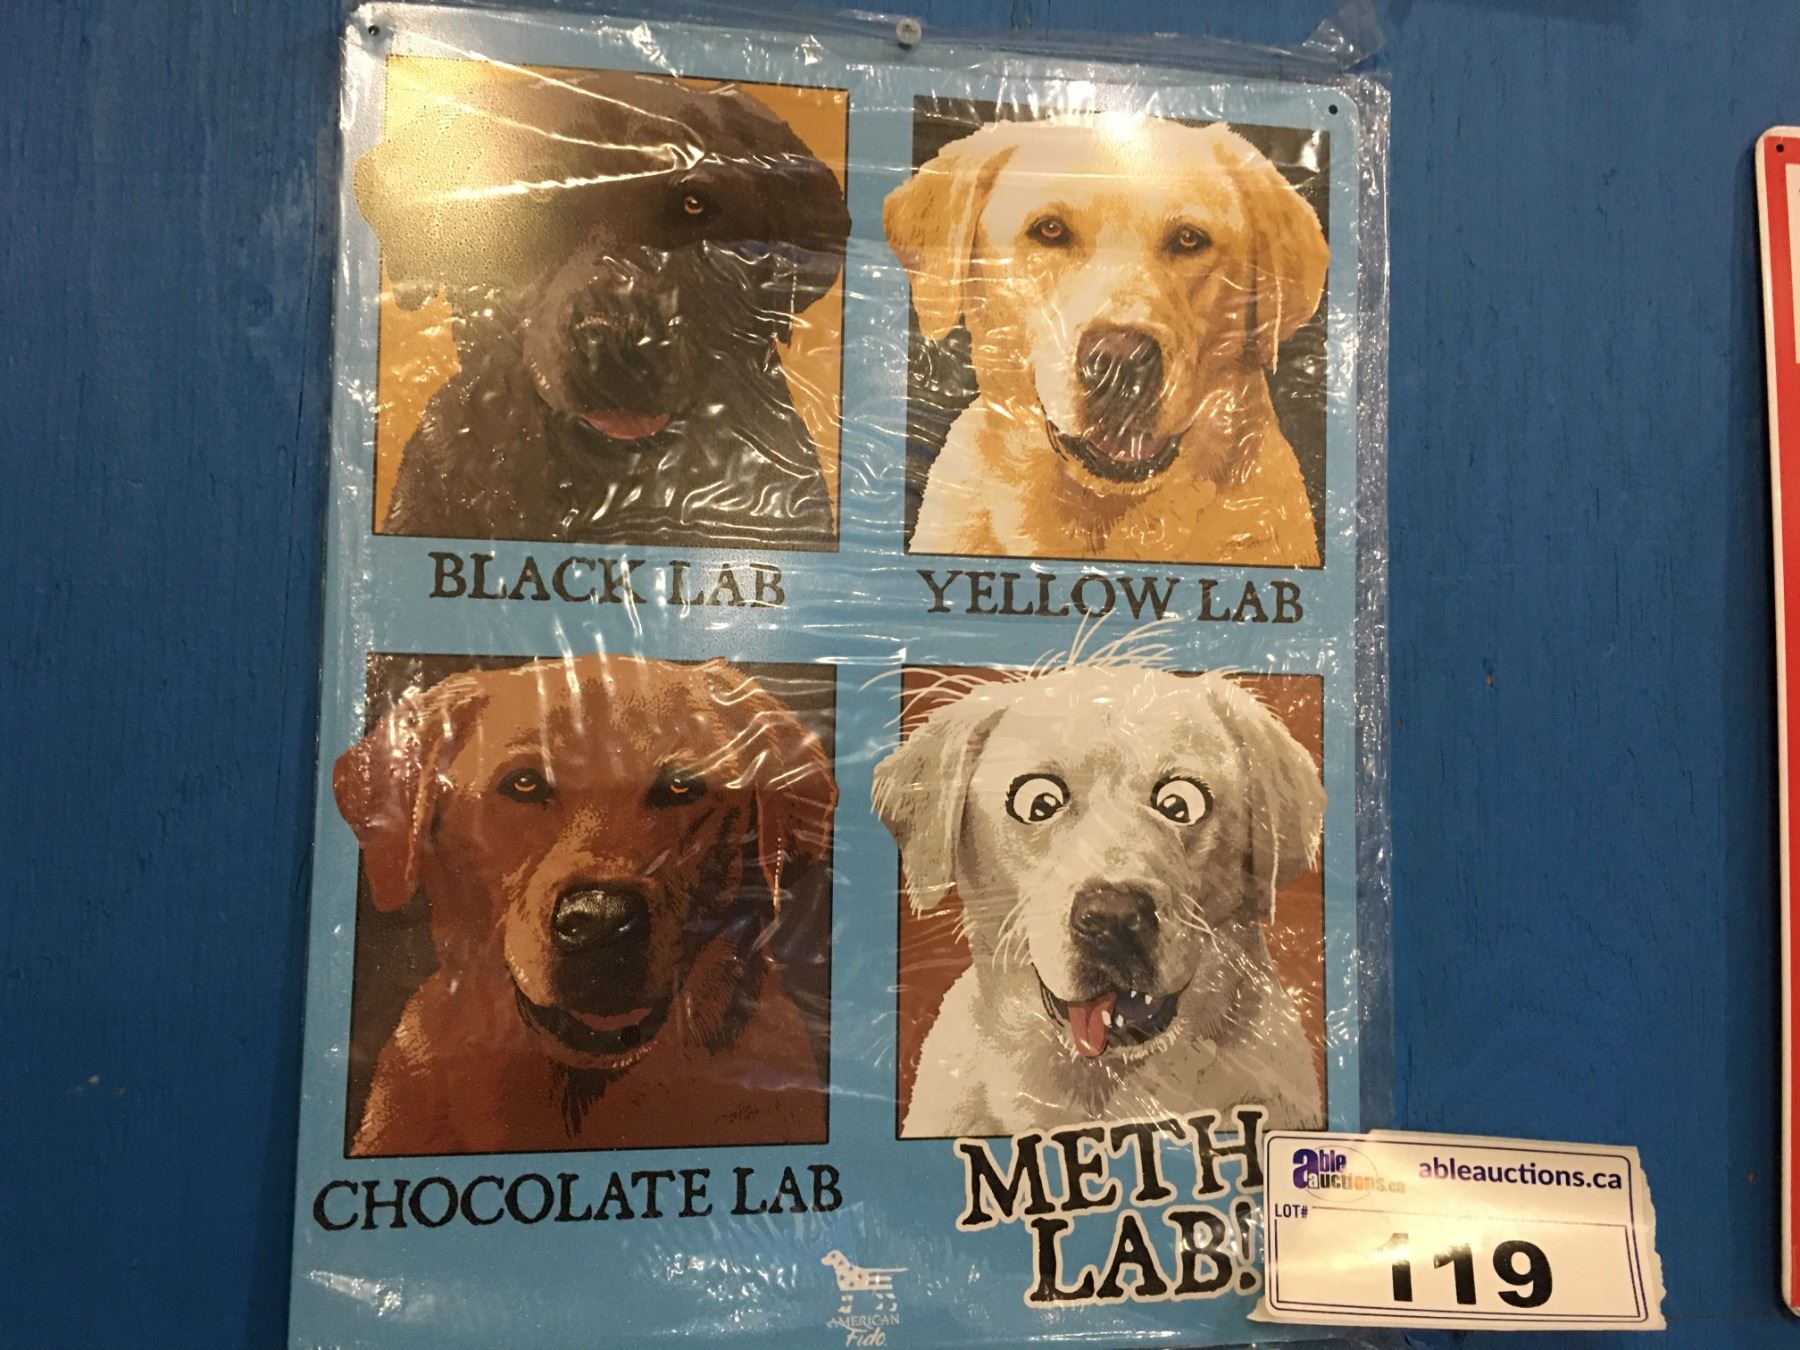 BLACK LAB
YELLOW LAB
CHOCOLATE LAB
METH
LAB!
AMERICAN
Fido
able
auctions.ca
ableauctions.ca
LOT#
119